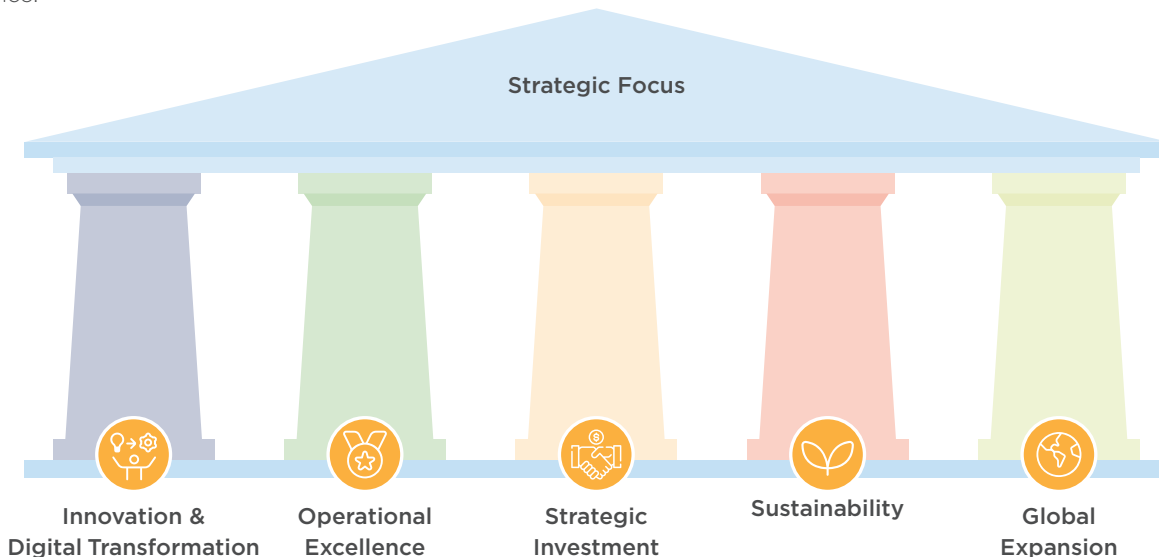 Strategic Focus
Innovation &
Digital Transformation
Operational
Excellence
Strategic
Investment
Sustainability
Global
Expansion